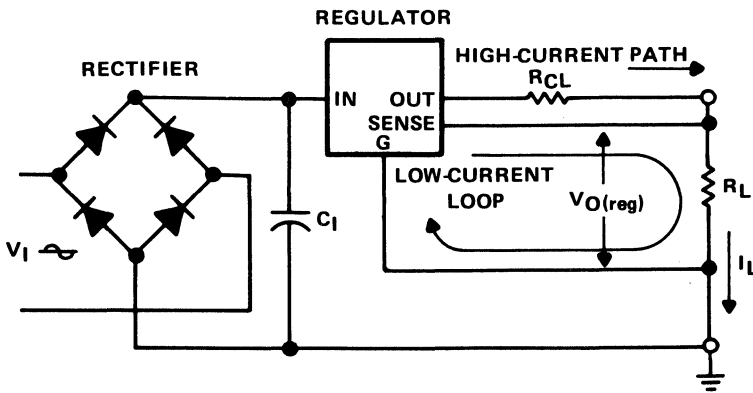 REGULATOR
RECTIFIER
HIGH-CURRENT PATH
RCL
IN
OUT
SENSE
G
LOW-CURRENT
LOOP
VO(reg)
RL
CI
VI
IL